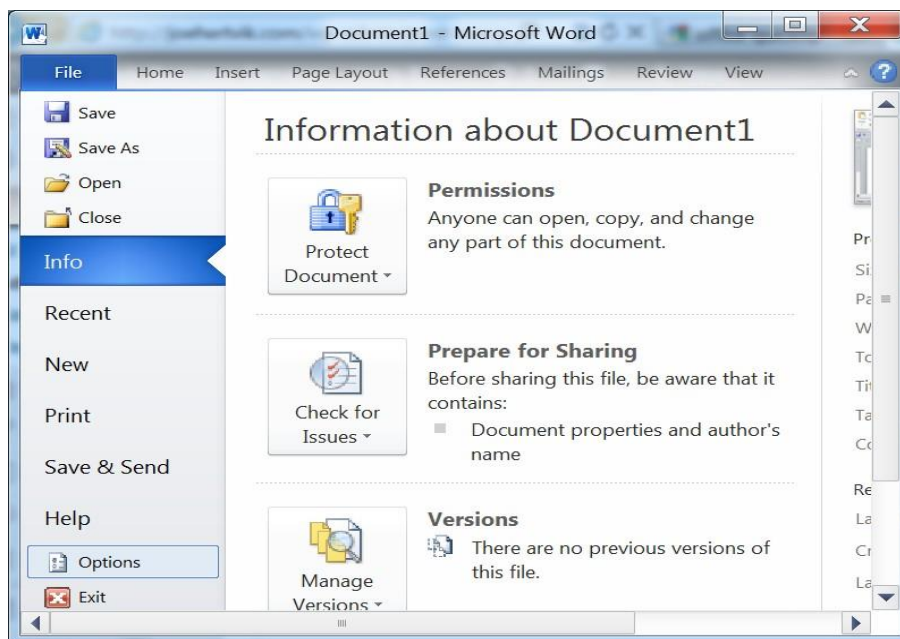 Document1 - Microsoft Word
File Home Insert Page Layout References Mailings Review View
Save
Save As
Open
Close
Info
Recent
New
Print
Save & Send
Help
Options
Exit
Information about Document1
Protect
Document
Permissions
Anyone can open, copy, and change
any part of this document.
Check for
Issues
Prepare for Sharing
Before sharing this file, be aware that it
contains:
Document properties and author's
name
Manage
Versions
Versions
There are no previous versions of
this file.